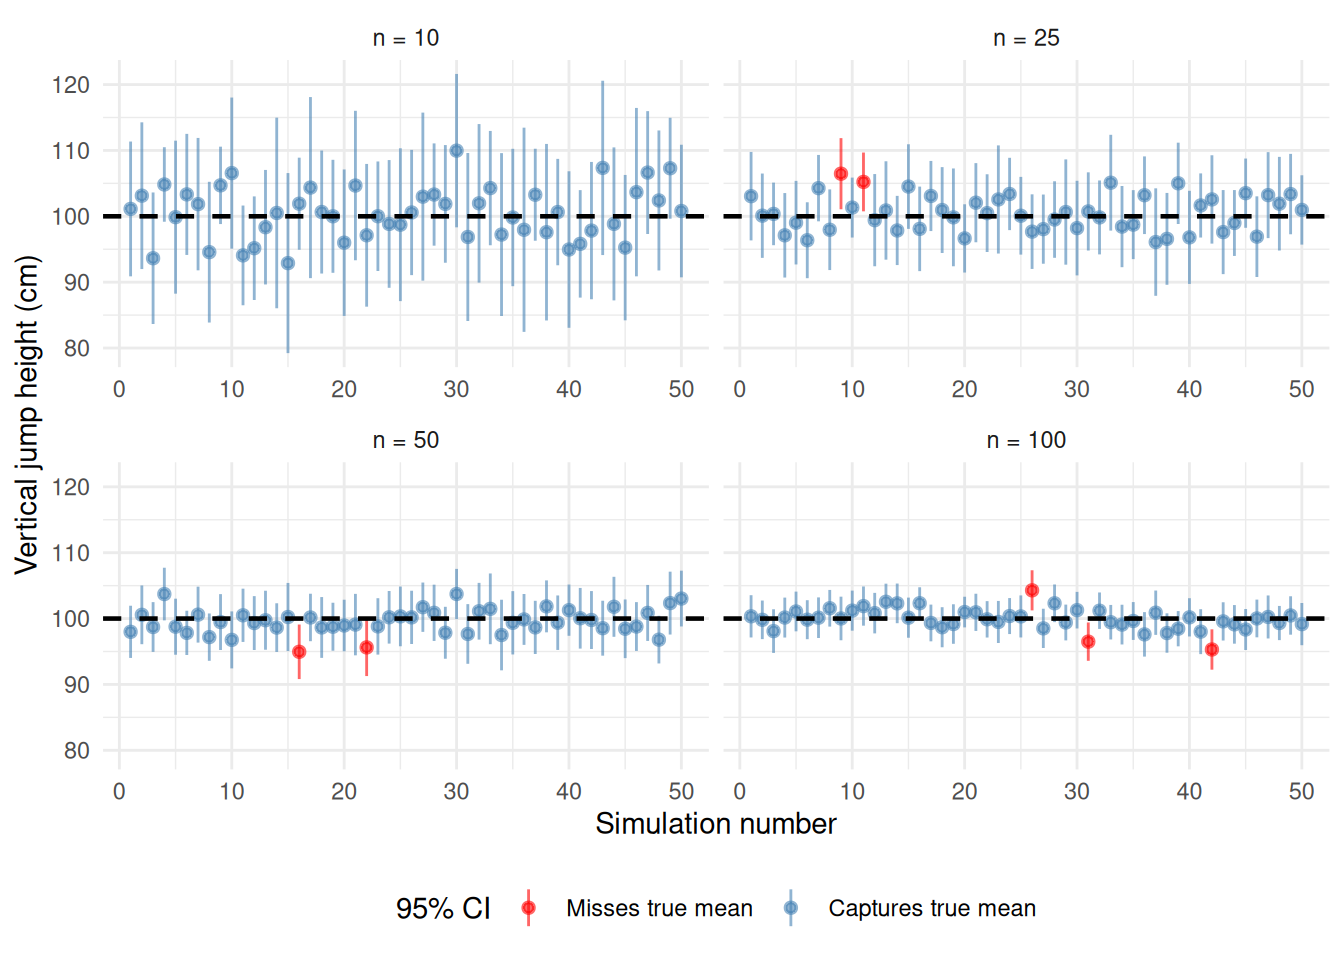 n = 10
n = 25
120
110
100
90
80
0 10 20 30 40 50
0 10 20 30 40 50
n = 50
n = 100
120
110
100
90
80
0 10 20 30 40 50
0 10 20 30 40 50
Vertical jump height (cm)
Simulation number
95% CI Misses true mean Captures true mean